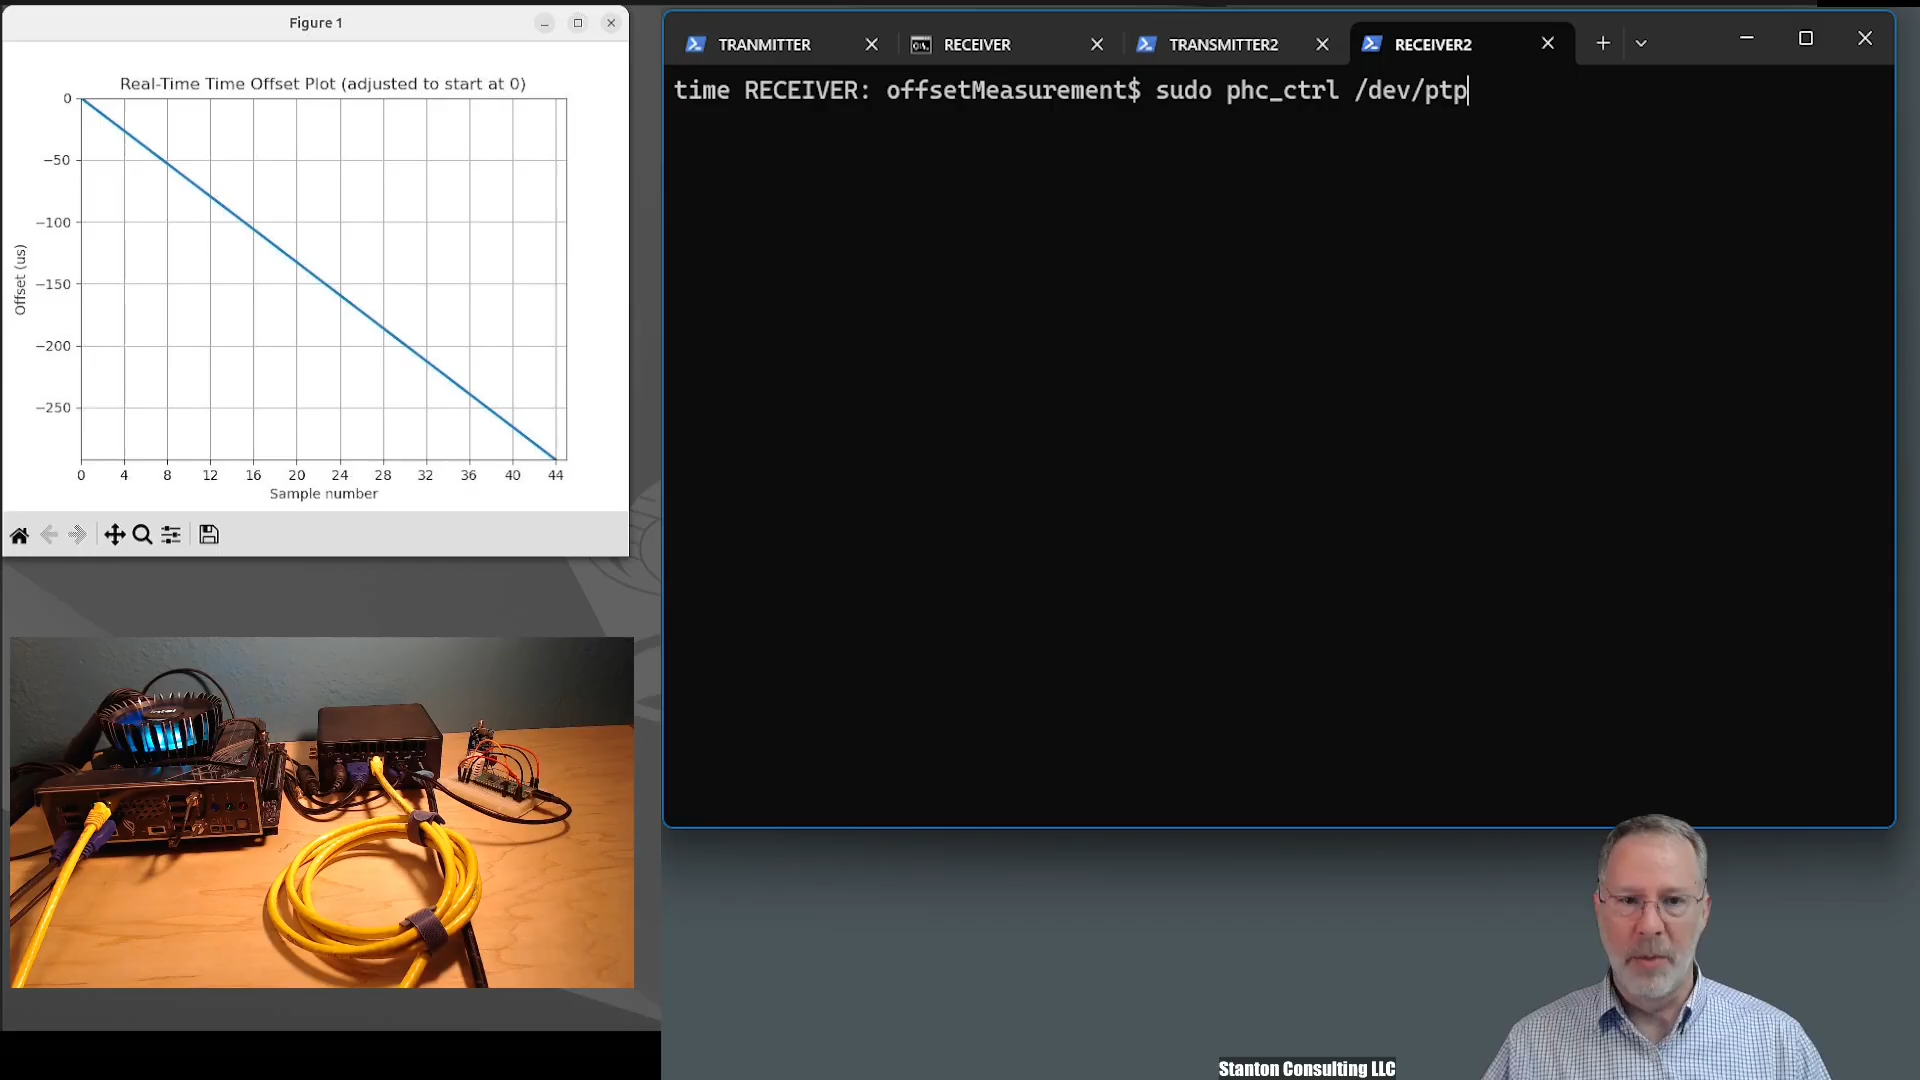 Figure 1
Real-Time Time Offset Plot (adjusted to start at 0)
0
−50
−100
−150
−200
−250
Offset (us)
0 4 8 12 16 20 24 28 32 36 40 44
Sample number
TRANMITTER
RECEIVER
TRANSMITTER2
RECEIVER2
time RECEIVER: offsetMeasurement$ sudo phc_ctrl /dev/ptp
intel
Stanton Consulting LLC